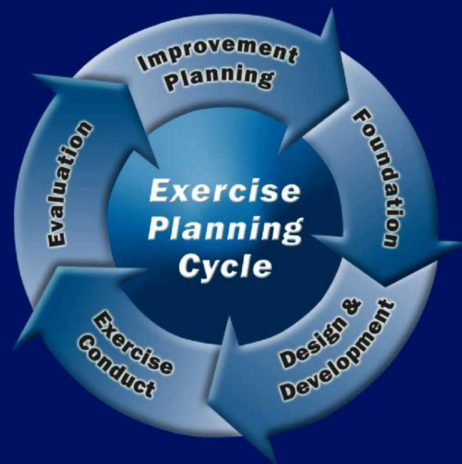 Improvement
Planning
Foundation
Design &
Development
Exercise
Conduct
Evaluation
Exercise
Planning
Cycle